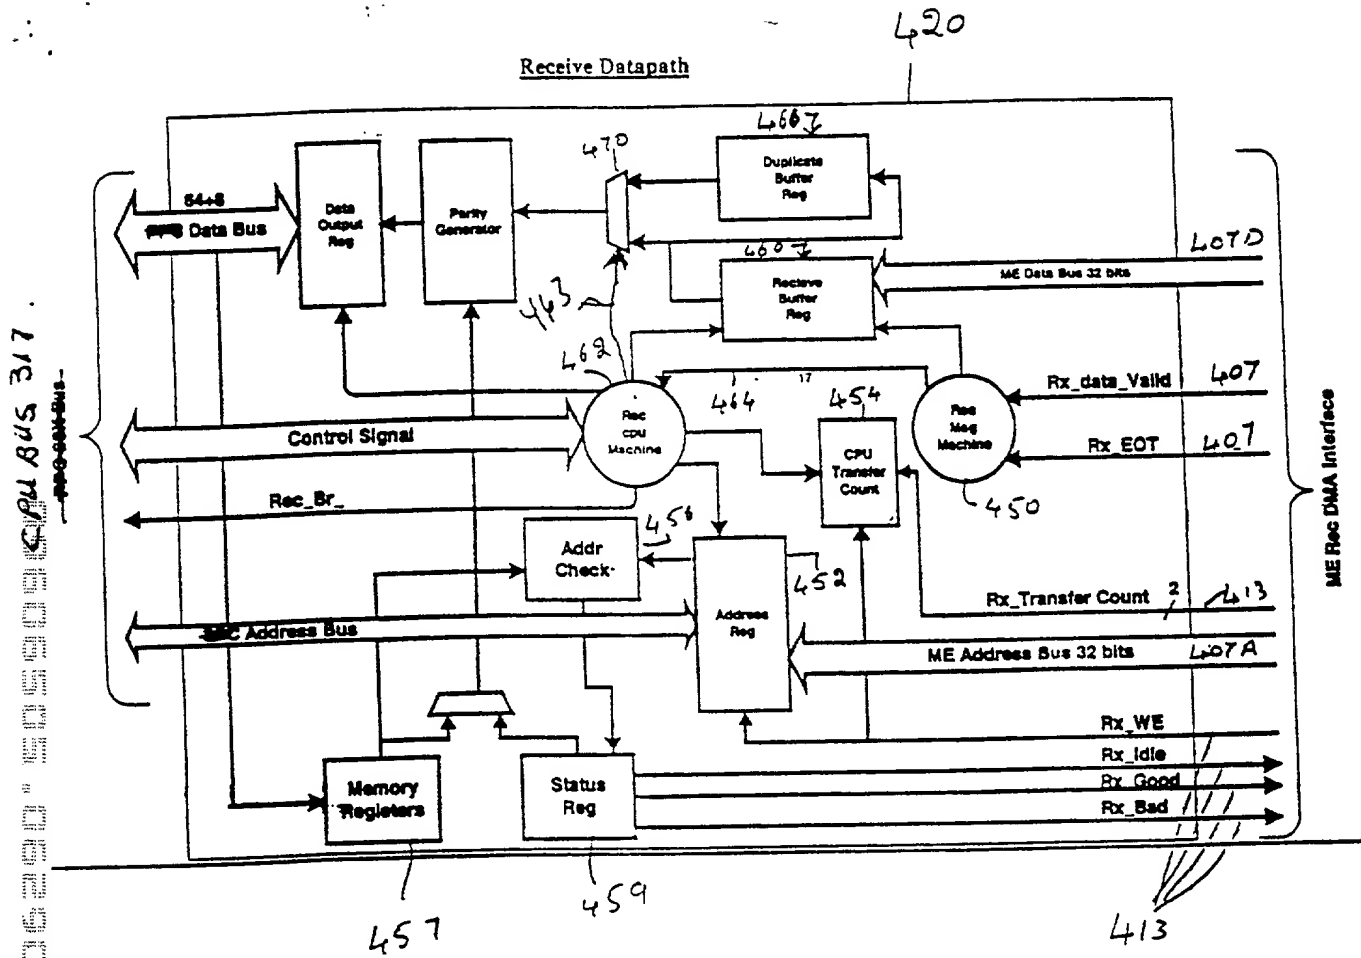 420
Receive Datapath
466
470
Duplicate
Buffer
Reg
64+8
Data Bus
Data
Output
Reg
Parity
Generator
460
407D
ME Data Bus 32 bits
Recieve
Buffer
Reg
443
462
464
17
454
Rx_data_Valid
407
Rec
cpu
Machine
Rec
Msg
Machine
Control Signal
CPU
Transfer
Count
Rx_EOT
407
450
Rec_Br_
CPU BUS 317
ME Rec DMA Interface
Addr
Check
456
452
Rx_Transfer Count
2
413
Address Bus
Address
Reg
ME Address Bus 32 bits
407A
Rx_WE
Rx_Idle
Rx_Good
Rx_Bad
Memory
Registers
Status
Reg
457
459
413